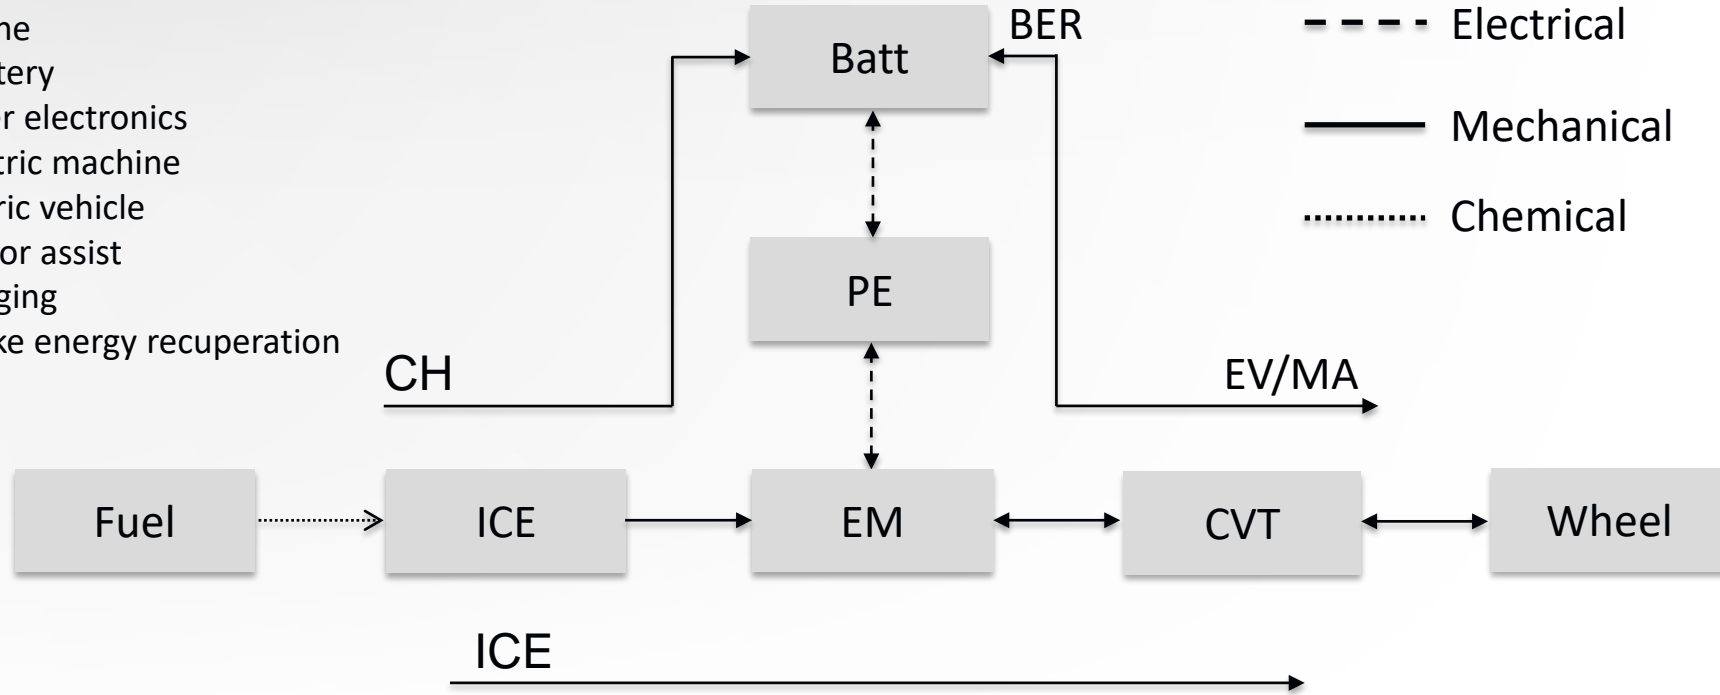 ne
tery
r electronics
tric machine
ric vehicle
or assist
ging
ke energy recuperation
Batt
BER
Electrical
Mechanical
Chemical
PE
CH
EV/MA
Fuel
ICE
EM
CVT
Wheel
ICE